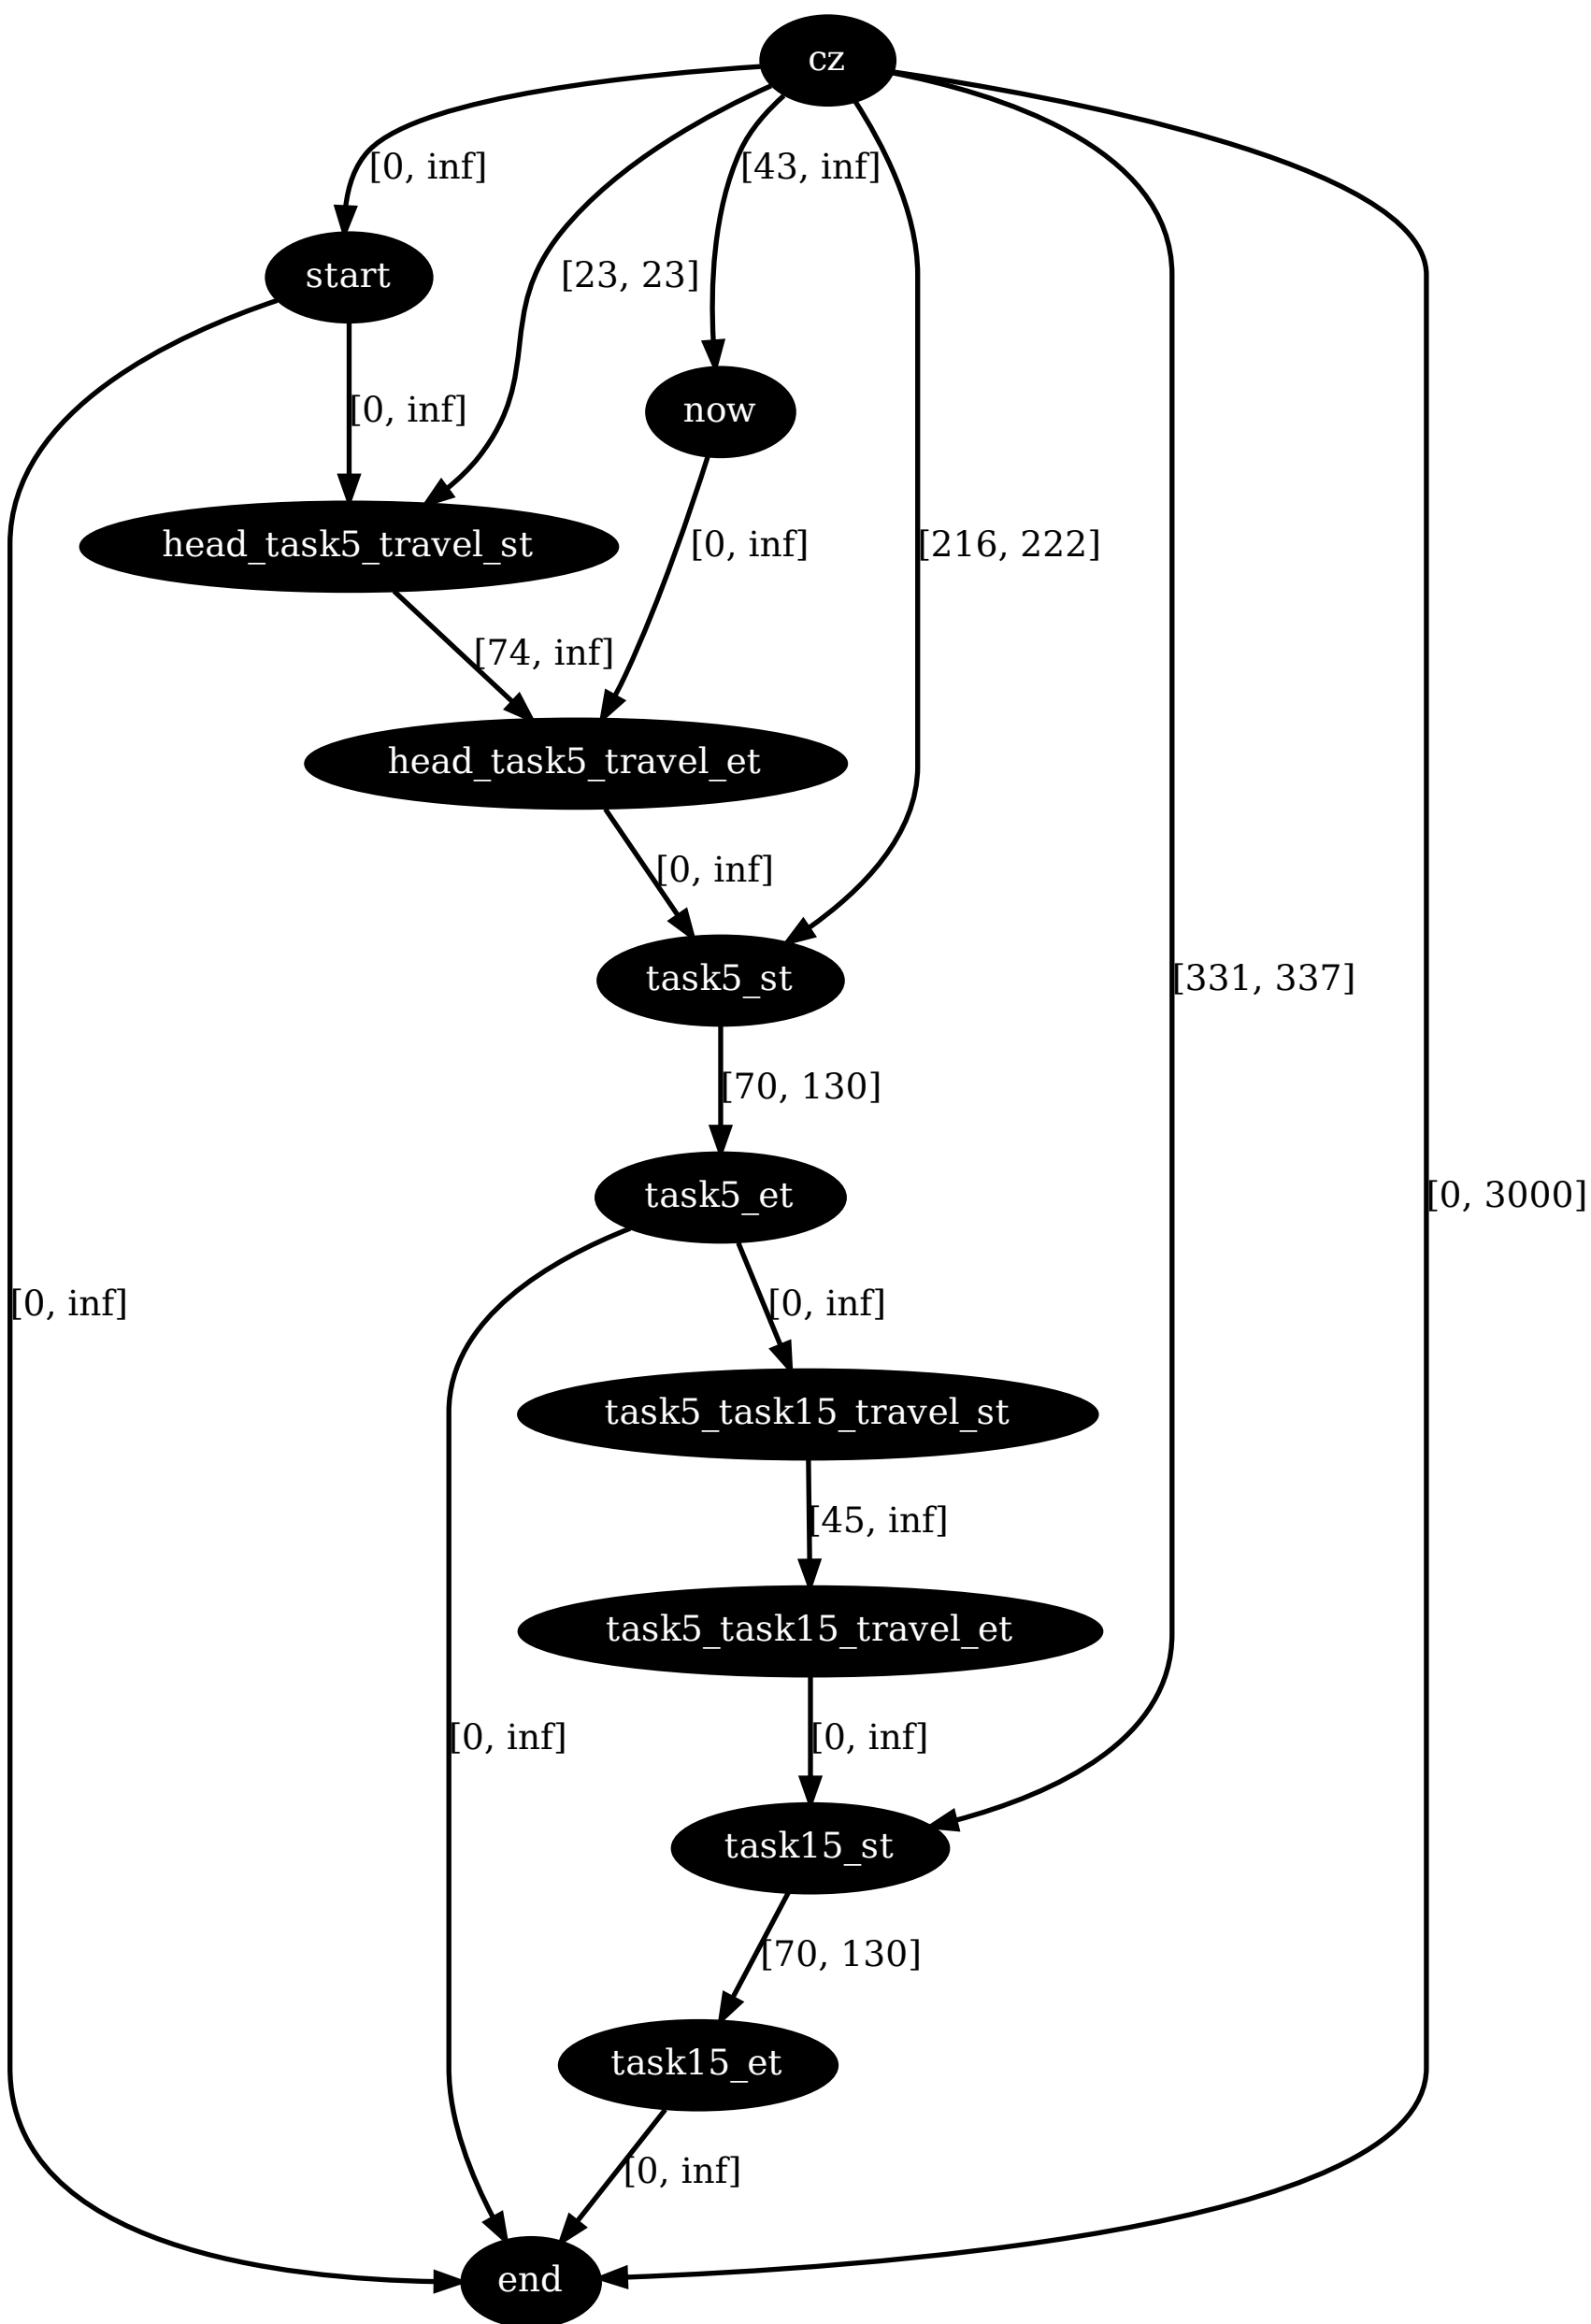 cz
[0, inf]
[43, inf]
start
[23, 23]
now
[0, inf]
head_task5_travel_st
[0, inf]
[216, 222]
[74, inf]
head_task5_travel_et
[0, inf]
task5_st
[331, 337]
[70, 130]
task5_et
[0, 3000]
[0, inf]
[0, inf]
task5_task15_travel_st
[45, inf]
task5_task15_travel_et
[0, inf]
[0, inf]
task15_st
[70, 130]
task15_et
[0, inf]
end